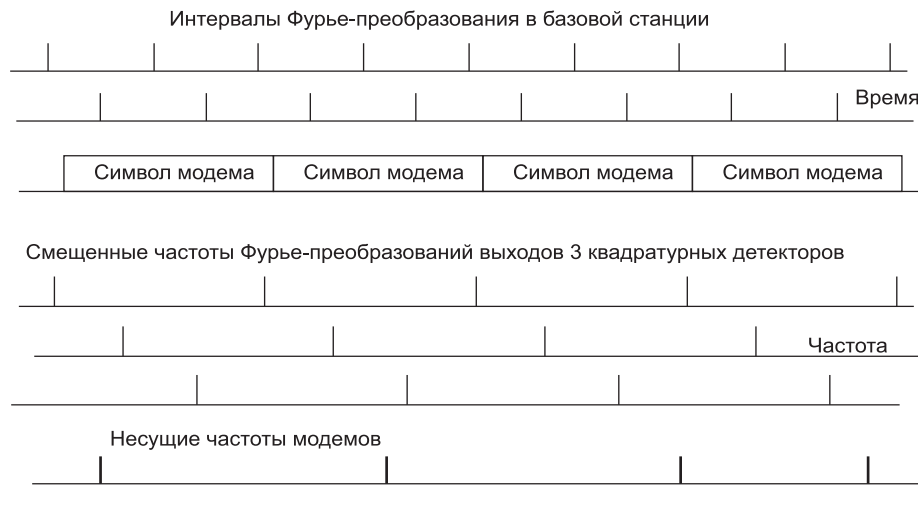 Интервалы Фурье-преобразования в базовой станции
Время
Символ модема Символ модема Символ модема Символ модема
Смещенные частоты Фурье-преобразований выходов 3 квадратурных детекторов
Частота
Несущие частоты модемов